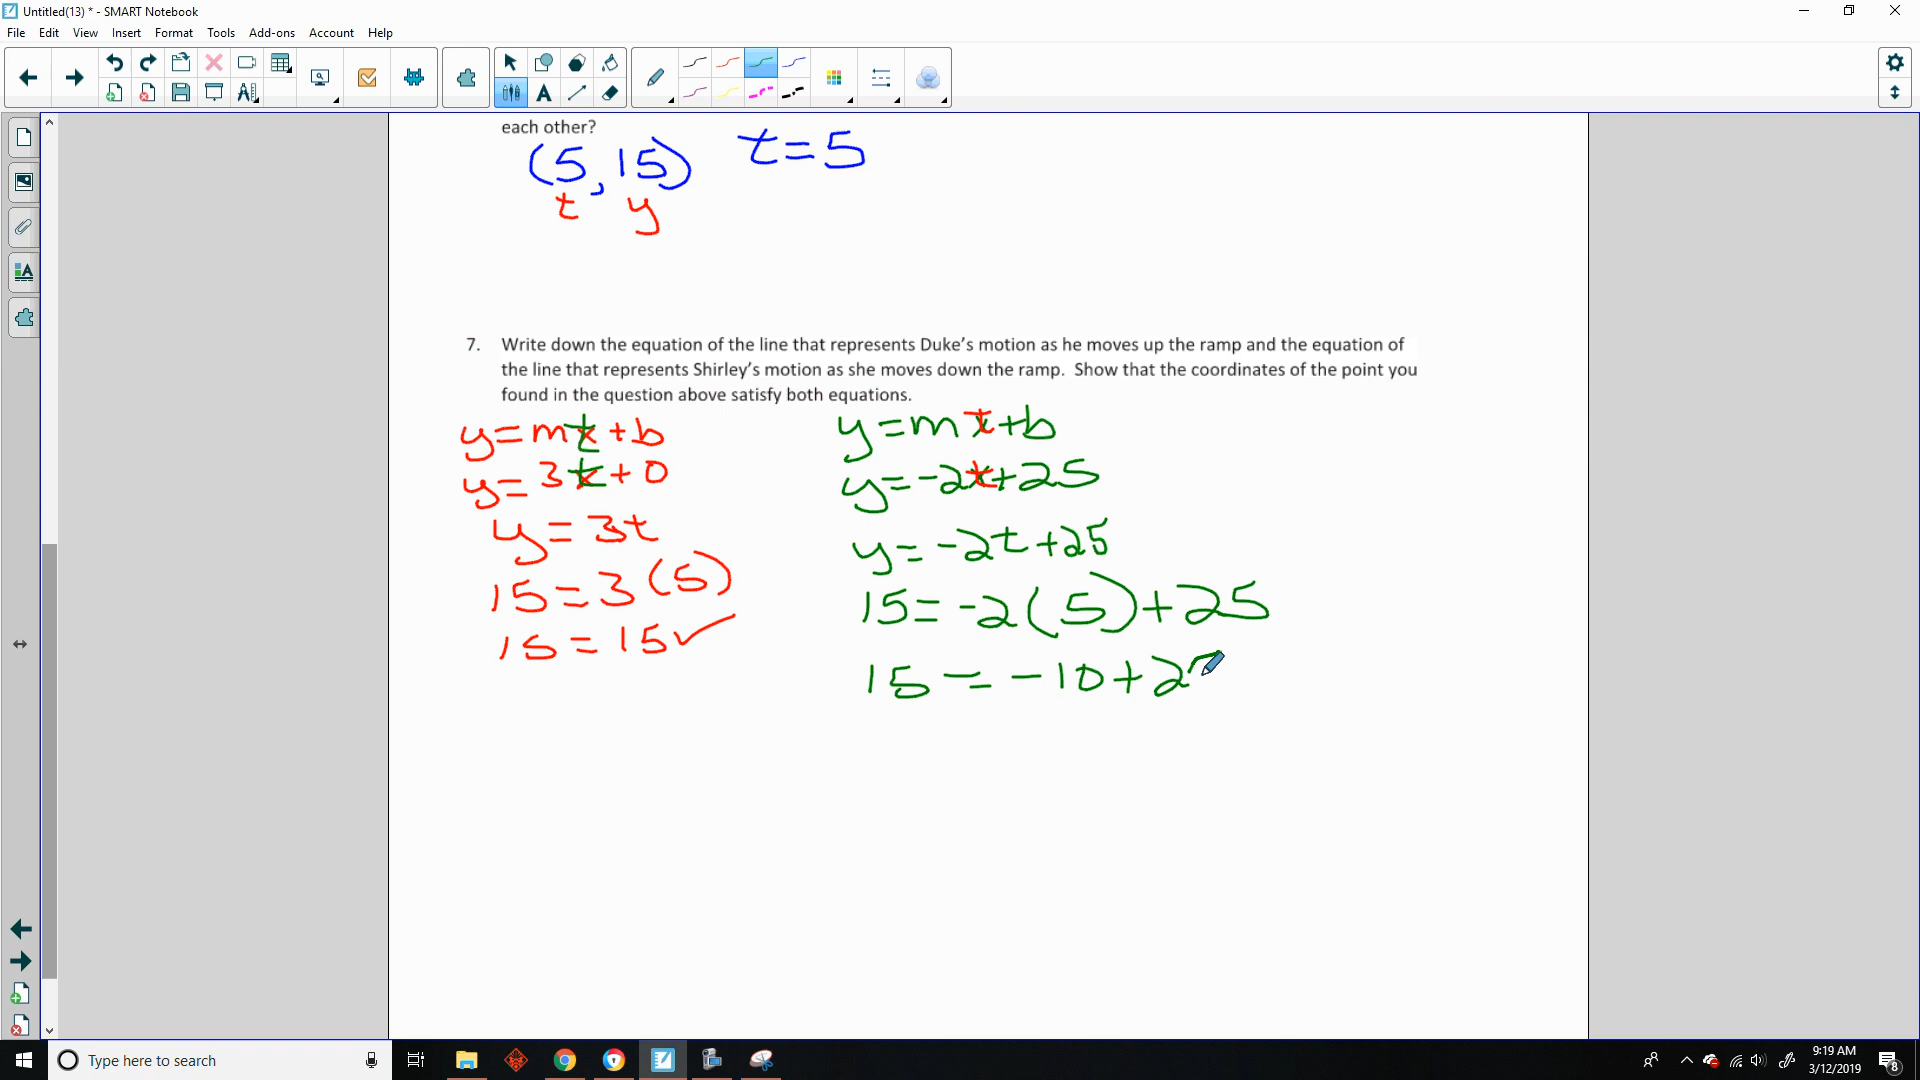 Untitled(13) * - SMART Notebook
File Edit View Insert Format Tools Add-ons Account Help
each other?
(5, 15) t = 5
t y
7. Write down the equation of the line that represents Duke's motion as he moves up the ramp and the equation of
the line that represents Shirley's motion as she moves down the ramp. Show that the coordinates of the point you
found in the question above satisfy both equations.
y = mt + b
y = 3t + 0
y = 3t
15 = 3 (5)
15 = 15 ✓
y = mt + b
y = -2t + 25
y = -2t + 25
15 = -2(5) + 25
15 = -10 + 2
Type here to search
9:19 AM
3/12/2019
8